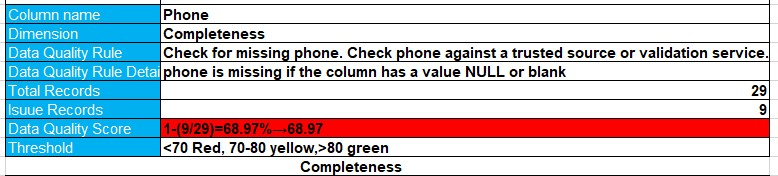 Column name Phone
Dimension Completeness
Data Quality Rule Check for missing phone. Check phone against a trusted source or validation service.
Data Quality Rule Detai phone is missing if the column has a value NULL or blank
Total Records 29
Isuue Records 9
Data Quality Score 1-(9/29)=68.97%→68.97
Threshold <70 Red, 70-80 yellow,>80 green
Completeness